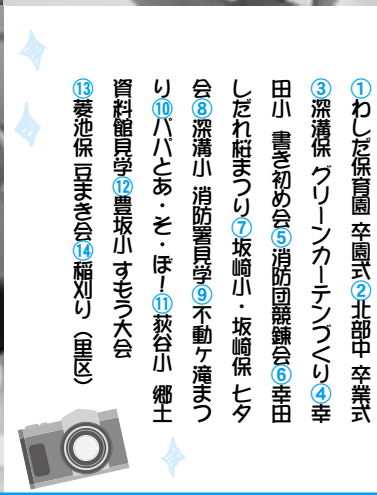 ①わしだ保育園 卒園式②北部中 卒業式
③深溝保 グリーンカーテンづくり④幸
田小 書き初め会⑤消防団競錬会⑥幸田
しだれ桜まつり⑦坂崎小・坂崎保 七夕
会⑧深溝小 消防署見学⑨不動ヶ滝まつ
り⑩パパとあ・そ・ぼ！⑪荻谷小 郷土
資料館見学⑫豊坂小 すもう大会
⑬菱池保 豆まき会⑭稲刈り（里区）